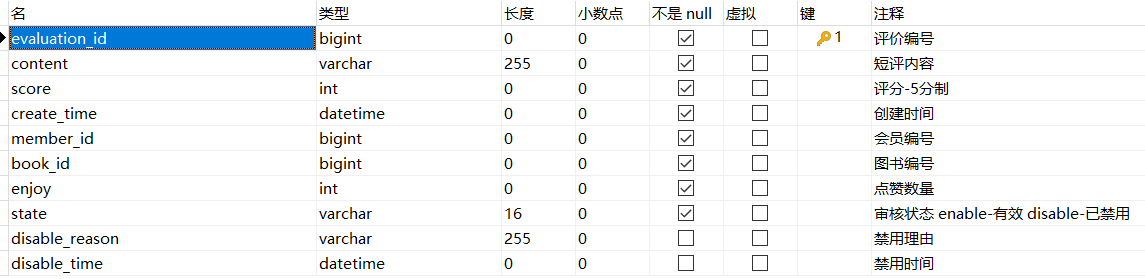 名 类型 长度 小数点 不是 null 虚拟 键 注释
evaluation_id bigint 0 0 1 评价编号
content varchar 255 0 短评内容
score int 0 0 评分-5分制
create_time datetime 0 0 创建时间
member_id bigint 0 0 会员编号
book_id bigint 0 0 图书编号
enjoy int 0 0 点赞数量
state varchar 16 0 审核状态 enable-有效 disable-已禁用
disable_reason varchar 255 0 禁用理由
disable_time datetime 0 0 禁用时间